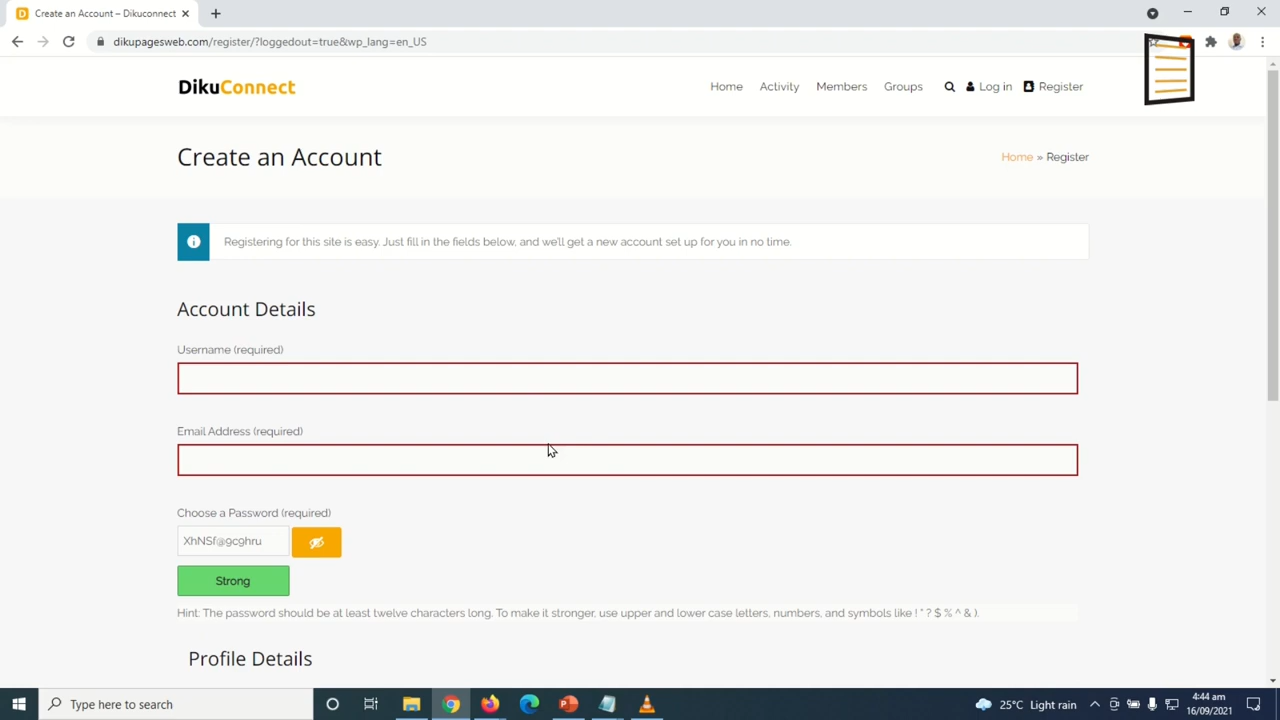 Create an Account – Dikuconnect
dikupagesweb.com/register/?loggedout=true&wp_lang=en_US
DikuConnect
Home Activity Members Groups Log in Register
Create an Account
Home » Register
Registering for this site is easy. Just fill in the fields below, and we'll get a new account set up for you in no time.
Account Details
Username (required)
Email Address (required)
Choose a Password (required)
XhNSf@9c9hru
Strong
Hint: The password should be at least twelve characters long. To make it stronger, use upper and lower case letters, numbers, and symbols like ! " ? $ % ^ & ).
Profile Details
Type here to search
25°C Light rain
4:44 am
16/09/2021